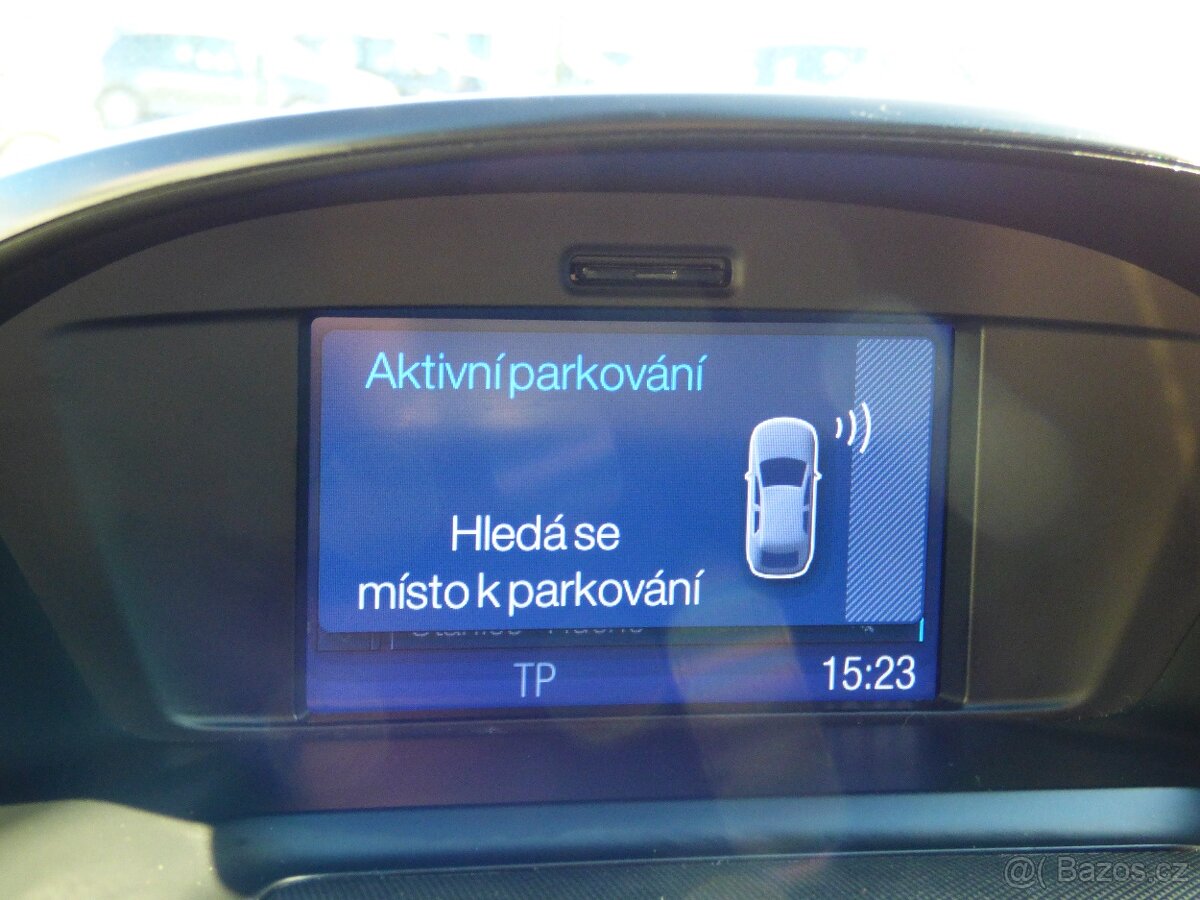 Aktivní parkování
Hledá se
místo k parkování
TP
15:23
@( Bazos.cz